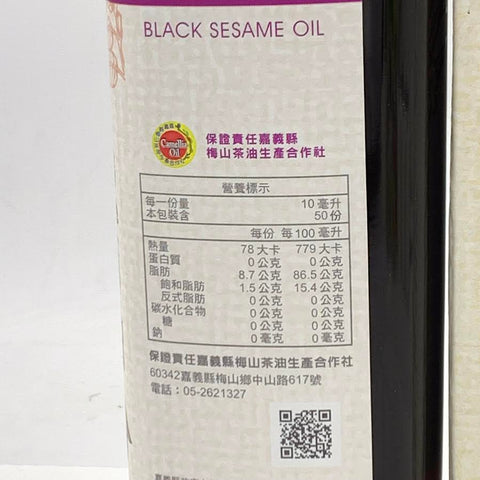 BLACK SESAME OIL
Camellia
Oil
保證責任嘉義縣
梅山茶油生產合作社
營養標示
每一份量 10 毫升
本包裝含 50 份
每份 每 100 毫升
熱量 78 大卡 779 大卡
蛋白質 0 公克 0 公克
脂肪 8.7 公克 86.5 公克
飽和脂肪 1.5 公克 15.4 公克
反式脂肪 0 公克 0 公克
碳水化合物 0 公克 0 公克
糖 0 公克 0 公克
鈉 0 毫克 0 毫克
保證責任嘉義縣梅山茶油生產合作社
60342嘉義縣梅山鄉中山路617號
電話：05-2621327